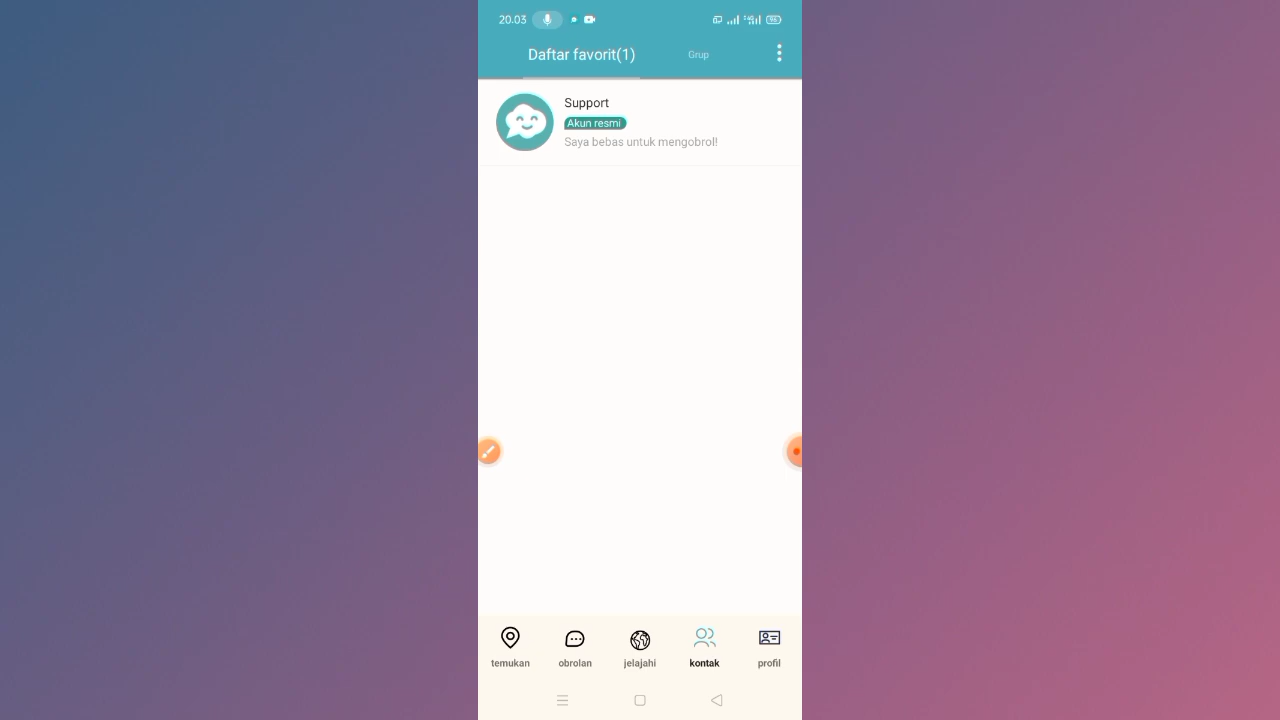 20.03
Daftar favorit(1)
Grup
Support
Akun resmi
Saya bebas untuk mengobrol!
temukan
obrolan
jelajahi
kontak
profil